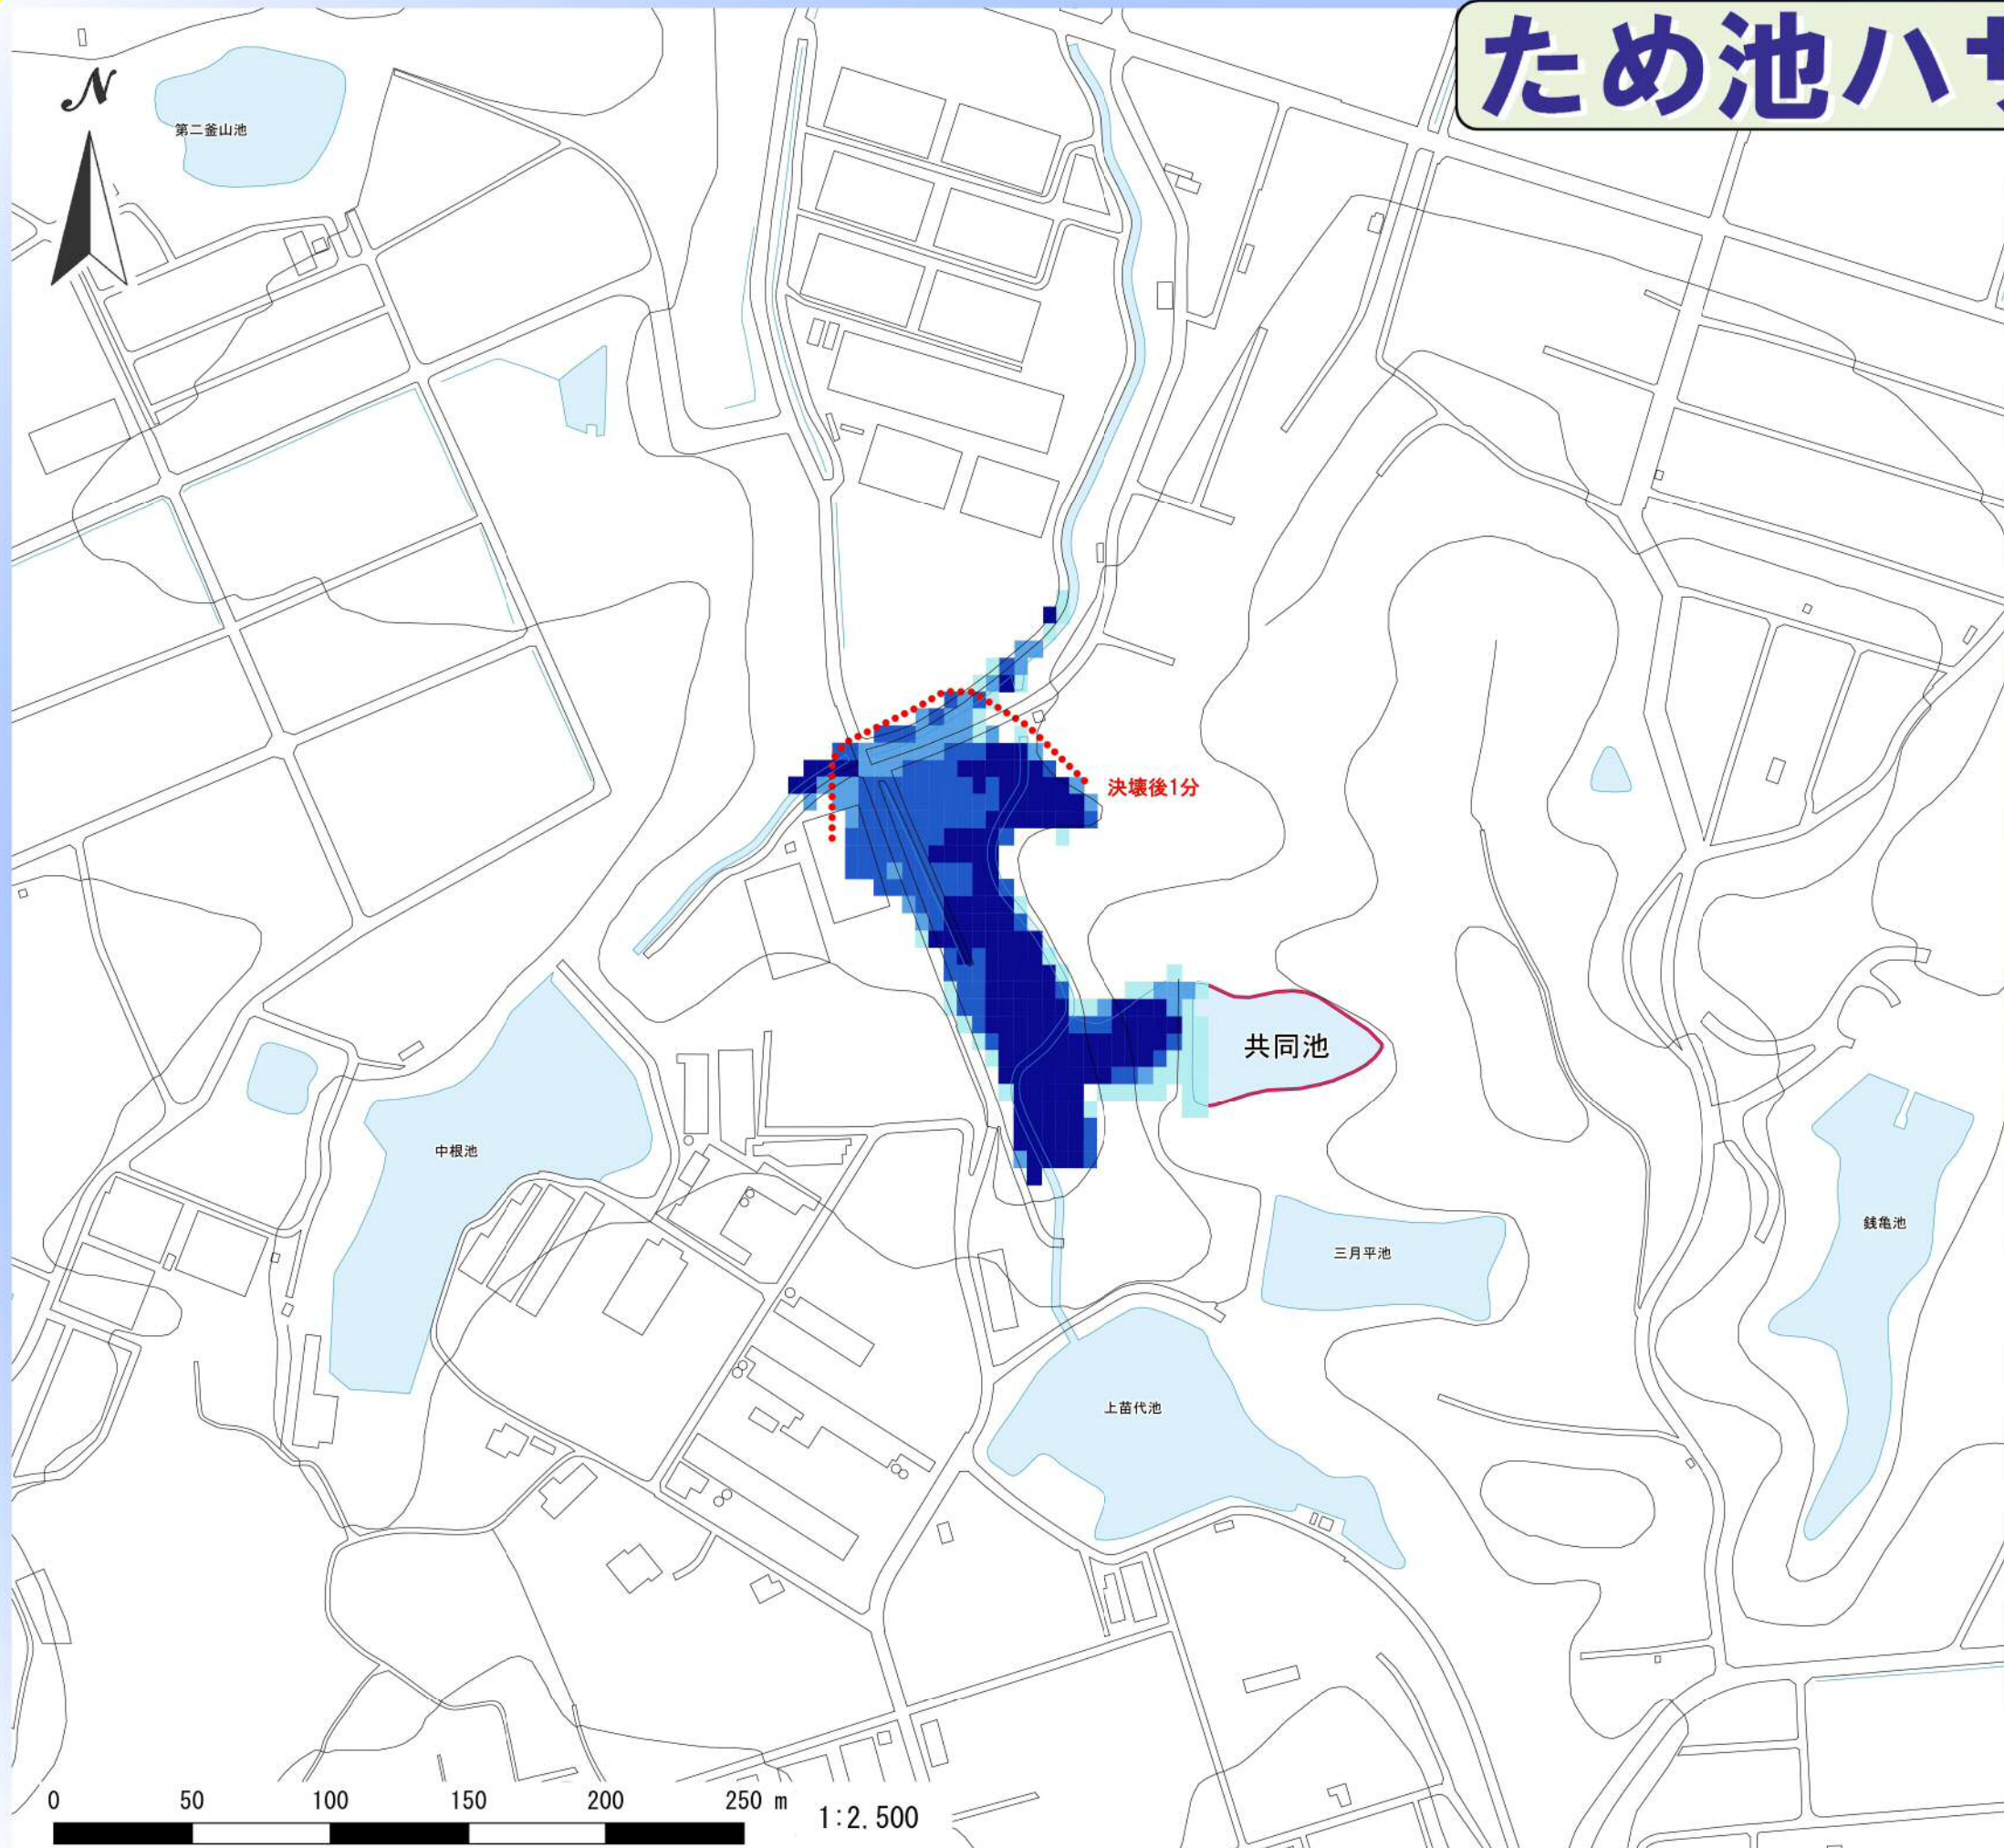 ため池ハザ
N
第二釜山池
決壊後1分
共同池
中根池
銭亀池
三月平池
上苗代池
0 50 100 150 200 250 m
1:2.500